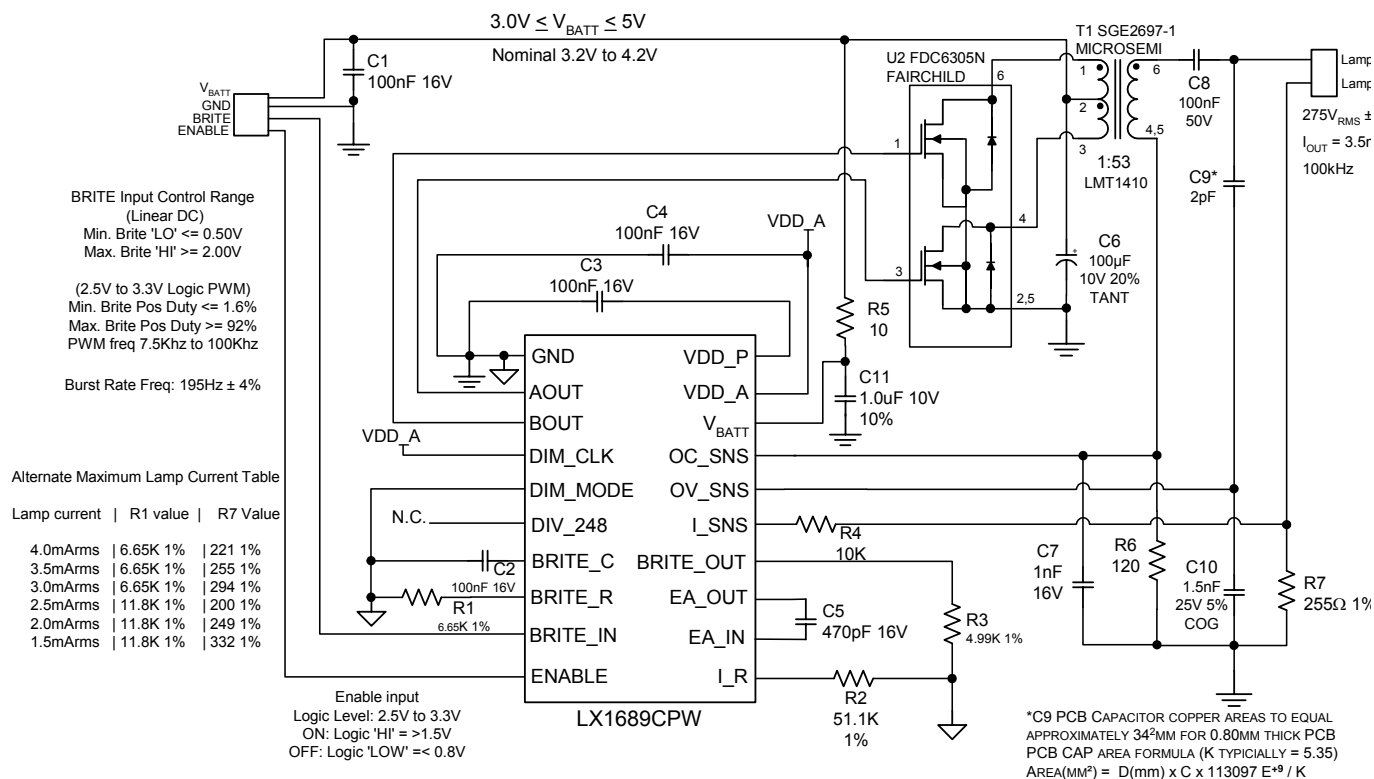 3.0V ≤ VBATT ≤ 5V
Nominal 3.2V to 4.2V
C1
100nF 16V
VBATT
GND
BRITE
ENABLE
U2 FDC6305N
FAIRCHILD
6
1
3
4
2,5
T1 SGE2697-1
MICROSEMI
1
2
3
6
4,5
1:53
LMT1410
C8
100nF
50V
Lamp
Lamp
275VRMS ±
IOUT = 3.5
100kHz
C9*
2pF
C6
+
100µF
10V 20%
TANT
BRITE Input Control Range
(Linear DC)
Min. Brite 'LO' <= 0.50V
Max. Brite 'HI' >= 2.00V
(2.5V to 3.3V Logic PWM)
Min. Brite Pos Duty <= 1.6%
Max. Brite Pos Duty >= 92%
PWM freq 7.5Khz to 100Khz
Burst Rate Freq: 195Hz ± 4%
C4
100nF 16V
VDD_A
C3
100nF 16V
R5
10
C11
1.0uF 10V
10%
GND
AOUT
BOUT
DIM_CLK
DIM_MODE
DIV_248
BRITE_C
BRITE_R
BRITE_IN
ENABLE
VDD_P
VDD_A
VBATT
OC_SNS
OV_SNS
I_SNS
BRITE_OUT
EA_OUT
EA_IN
I_R
LX1689CPW
VDD_A
N.C.
C2
100nF 16V
R1
6.65K 1%
R4
10K
C5
470pF 16V
R3
4.99K 1%
R2
51.1K
1%
C7
1nF
16V
R6
120
C10
1.5nF
25V 5%
COG
R7
255Ω 1%
Alternate Maximum Lamp Current Table
Lamp current | R1 value | R7 Value
4.0mArms | 6.65K 1% | 221 1%
3.5mArms | 6.65K 1% | 255 1%
3.0mArms | 6.65K 1% | 294 1%
2.5mArms | 11.8K 1% | 200 1%
2.0mArms | 11.8K 1% | 249 1%
1.5mArms | 11.8K 1% | 332 1%
Enable input
Logic Level: 2.5V to 3.3V
ON: Logic 'HI' = >1.5V
OFF: Logic 'LOW' =< 0.8V
*C9 PCB CAPACITOR COPPER AREAS TO EQUAL
APPROXIMATELY 34²MM FOR 0.80MM THICK PCB
PCB CAP AREA FORMULA (K TYPICIALLY = 5.35)
AREA(MM²) = D(mm) x C x 113097 E+9 / K